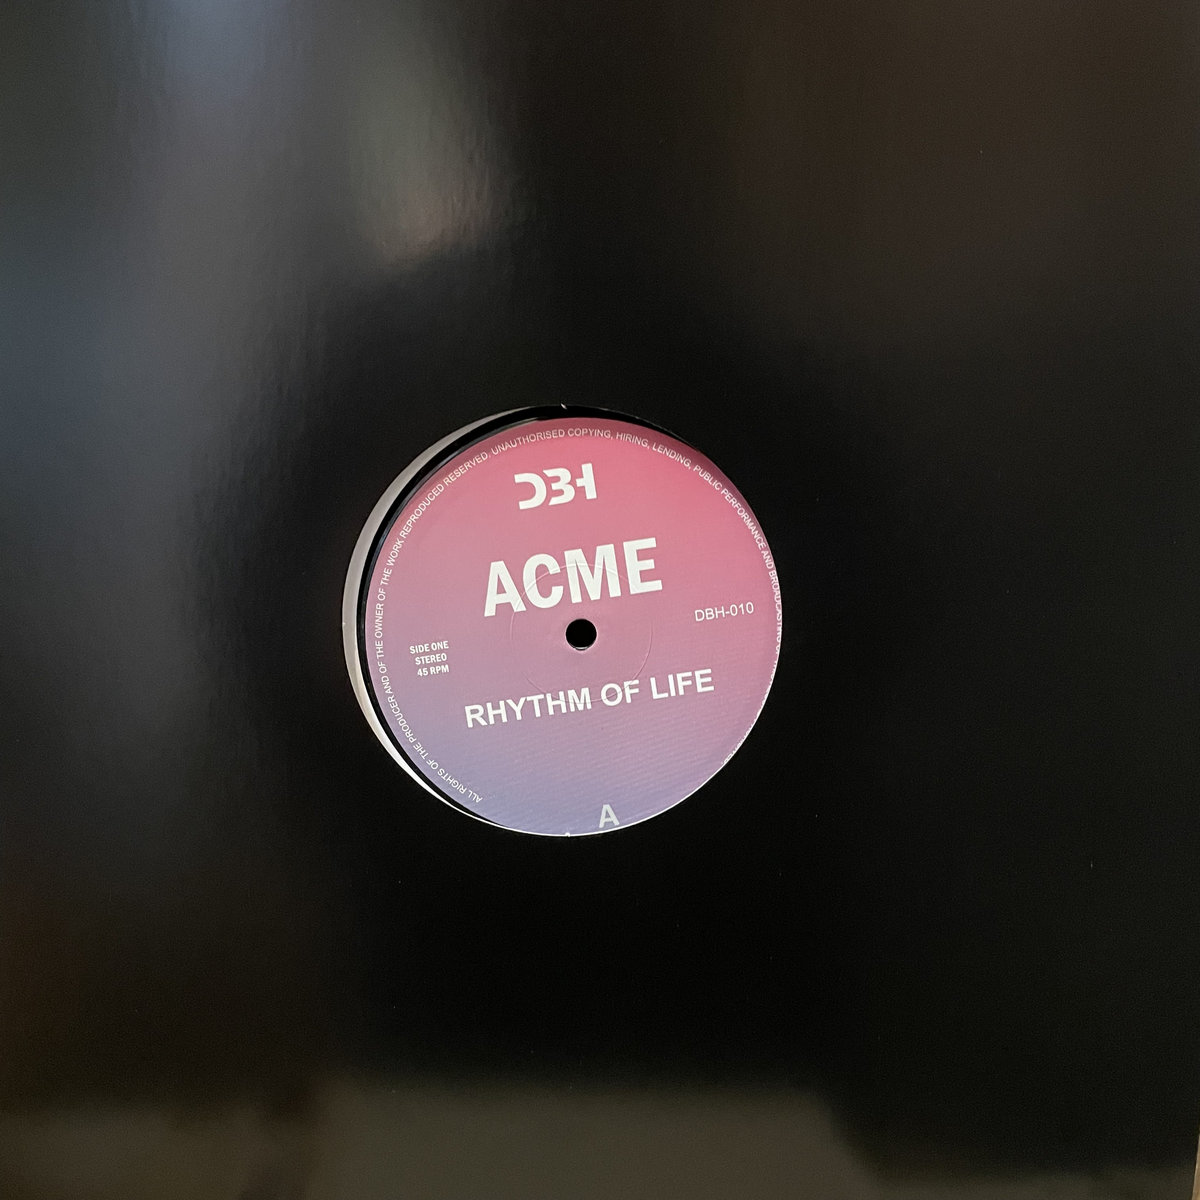 ALL RIGHTS OF THE PRODUCER AND OF THE OWNER OF THE WORK REPRODUCED RESERVED. UNAUTHORISED COPYING, HIRING, LENDING, PUBLIC PERFORMANCE AND BROADCASTING
DBH
ACME
DBH-010
SIDE ONE
STEREO
45 RPM
RHYTHM OF LIFE
A